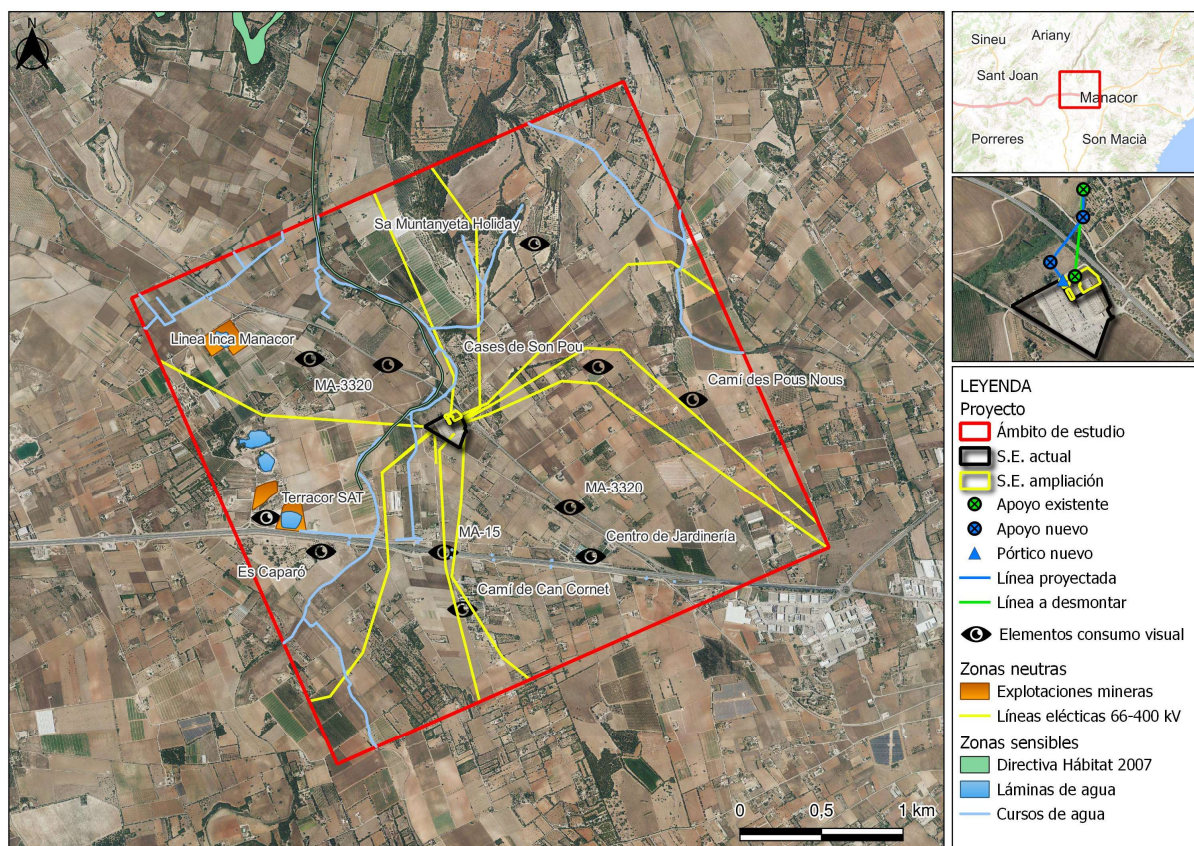 N
Sa Muntanyeta Holiday
Linea Inca Manacor
Cases de Son Pou
MA-3320
Camí des Pous Nous
Terracor SAT
MA-3320
MA-15
Centro de Jardinería
Es Caparó
Camí de Can Cornet
0 0,5 1 km
Sineu
Ariany
Sant Joan
Manacor
Porreres
Son Macià
LEYENDA
Proyecto
Ámbito de estudio
S.E. actual
S.E. ampliación
Apoyo existente
Apoyo nuevo
Pórtico nuevo
Línea proyectada
Línea a desmontar
Elementos consumo visual
Zonas neutras
Explotaciones mineras
Líneas elécticas 66-400 kV
Zonas sensibles
Directiva Hábitat 2007
Láminas de agua
Cursos de agua